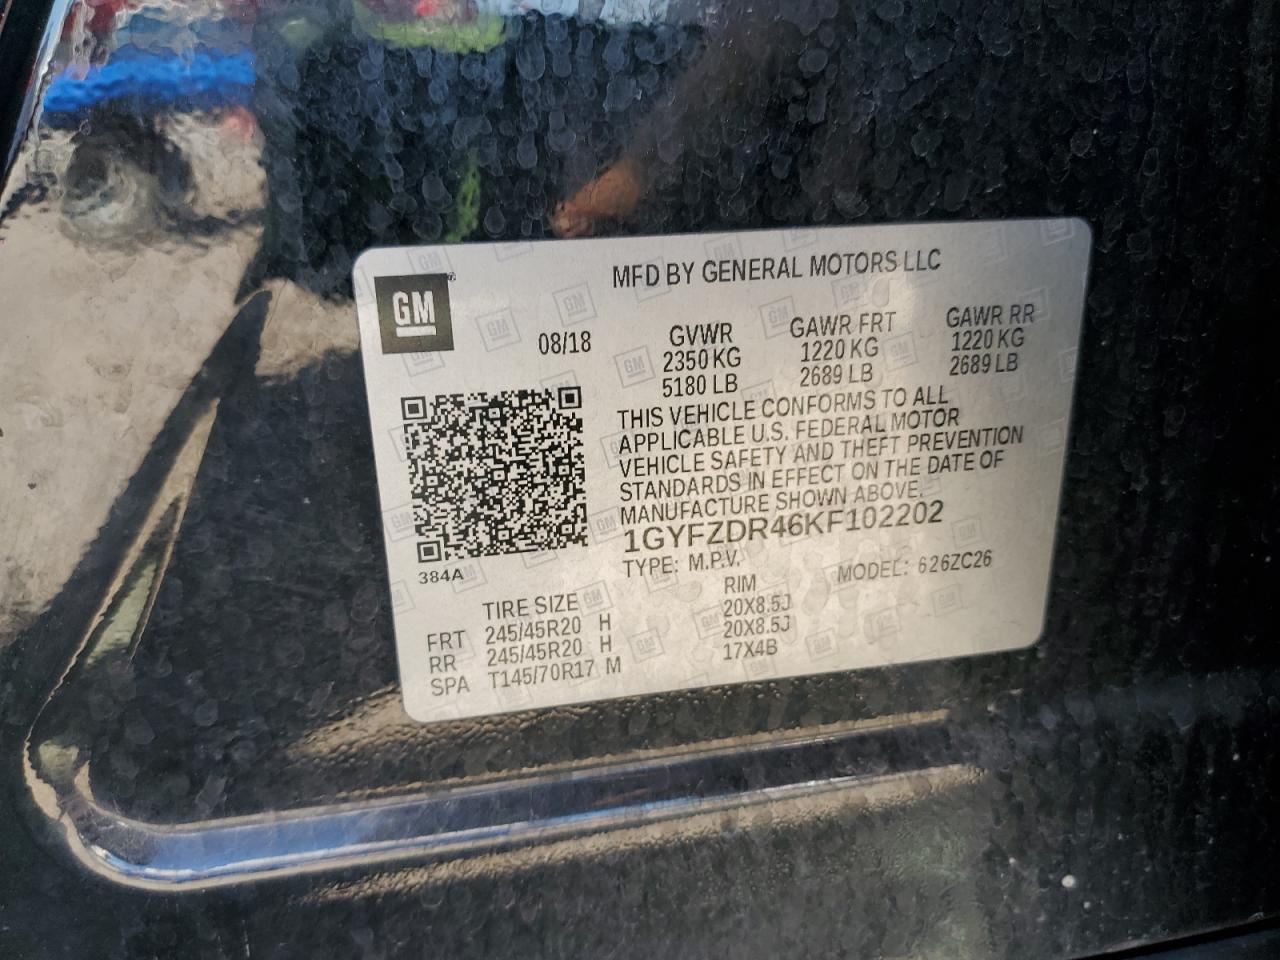 GM
MFD BY GENERAL MOTORS LLC
08/18
GVWR GAWR FRT GAWR RR
2350 KG 1220 KG 1220 KG
5180 LB 2689 LB 2689 LB
THIS VEHICLE CONFORMS TO ALL
APPLICABLE U.S. FEDERAL MOTOR
VEHICLE SAFETY AND THEFT PREVENTION
STANDARDS IN EFFECT ON THE DATE OF
MANUFACTURE SHOWN ABOVE.
1GYFZDR46KF102202
384A
TYPE: M.P.V. MODEL: 626ZC26
TIRE SIZE RIM
FRT 245/45R20 H 20X8.5J
RR 245/45R20 H 20X8.5J
SPA T145/70R17 M 17X4B